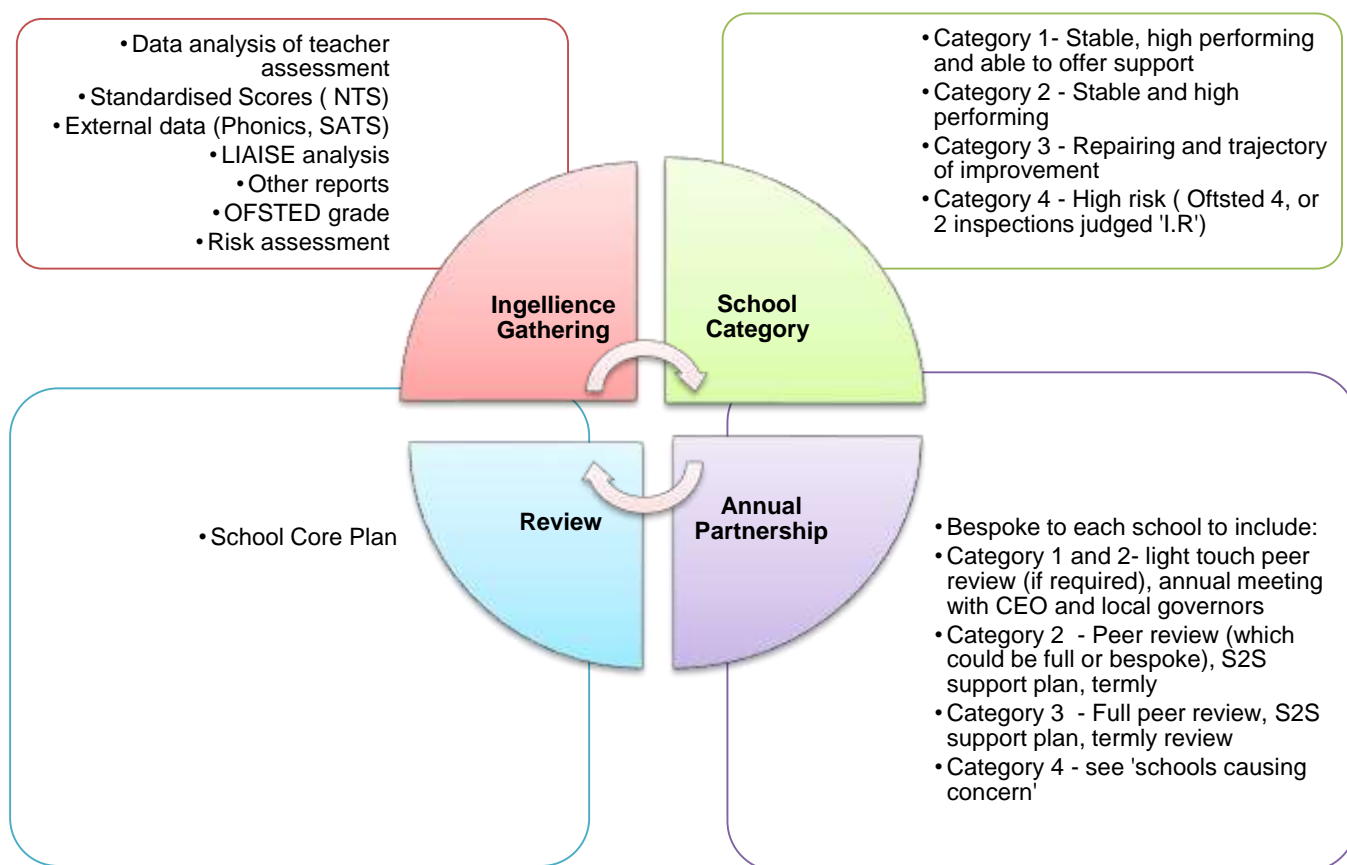 •Data analysis of teacher
assessment
•Standardised Scores ( NTS)
•External data (Phonics, SATS)
•LIAISE analysis
•Other reports
•OFSTED grade
•Risk assessment
•Category 1- Stable, high performing
and able to offer support
•Category 2 - Stable and high
performing
•Category 3 - Repairing and trajectory
of improvement
•Category 4 - High risk ( Oftsted 4, or
2 inspections judged 'I.R')
Ingellience
Gathering
School
Category
Review
Annual
Partnership
•School Core Plan
•Bespoke to each school to include:
•Category 1 and 2- light touch peer
review (if required), annual meeting
with CEO and local governors
•Category 2  - Peer review (which
could be full or bespoke), S2S
support plan, termly
•Category 3  - Full peer review, S2S
support plan, termly review
•Category 4 - see 'schools causing
concern'